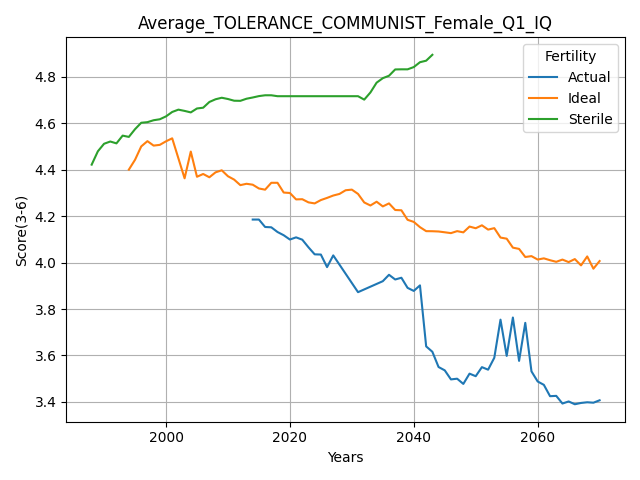 Average_TOLERANCE_COMMUNIST_Female_Q1_IQ
Fertility
Actual
Ideal
Sterile
Score(3-6)
4.8
4.6
4.4
4.2
4.0
3.8
3.6
3.4
2000
2020
2040
2060
Years